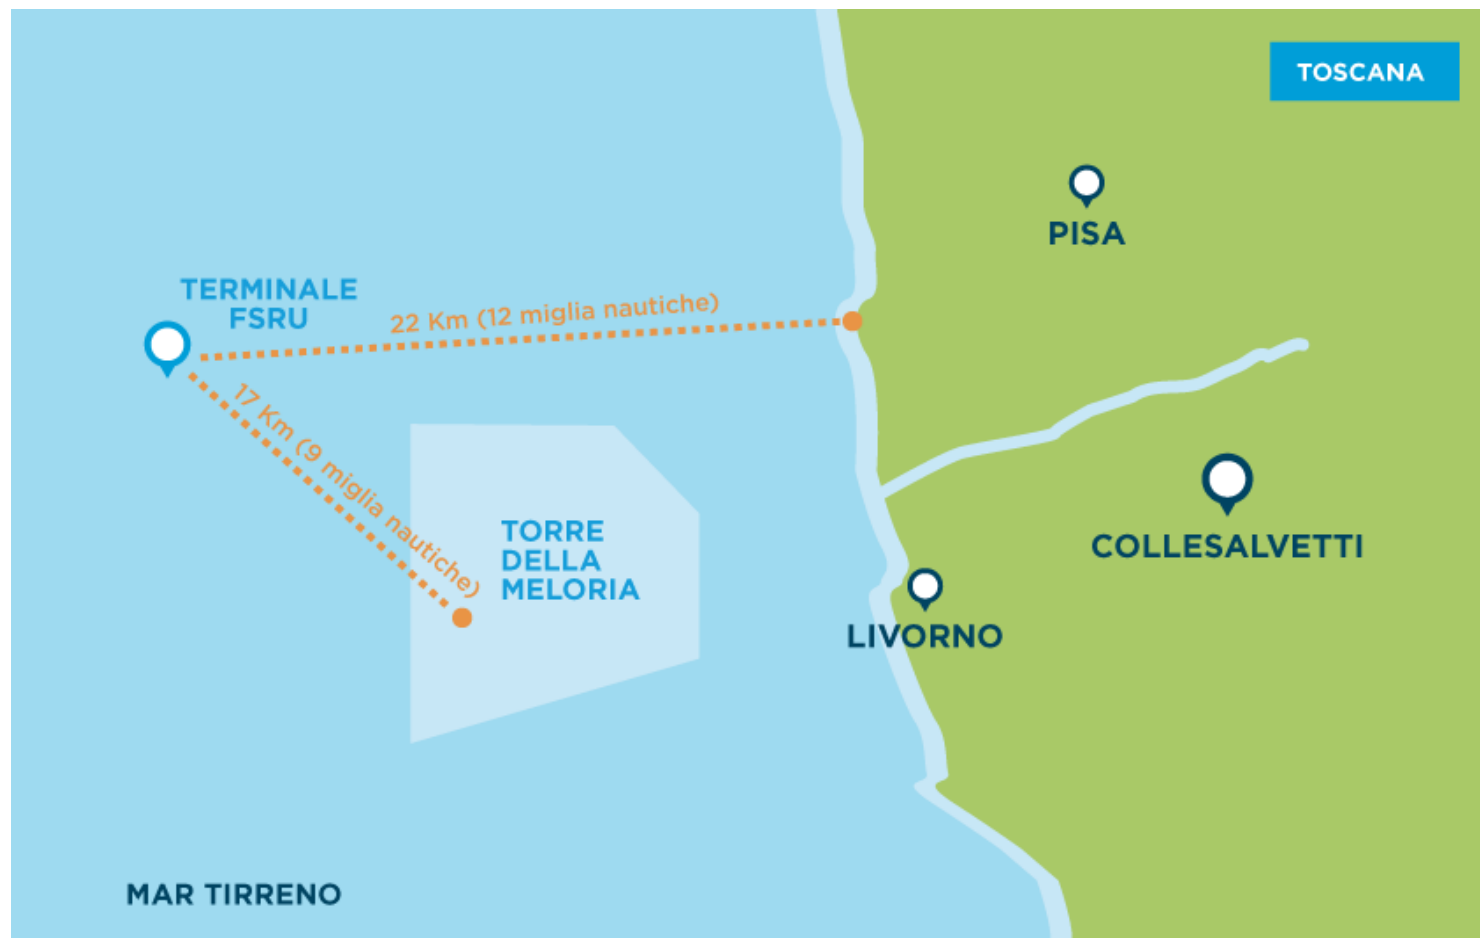 TOSCANA
PISA
TERMINALE
FSRU
22 Km (12 miglia nautiche)
17 Km (9 miglia nautiche)
TORRE
DELLA
MELORIA
COLLESALVETTI
LIVORNO
MAR TIRRENO